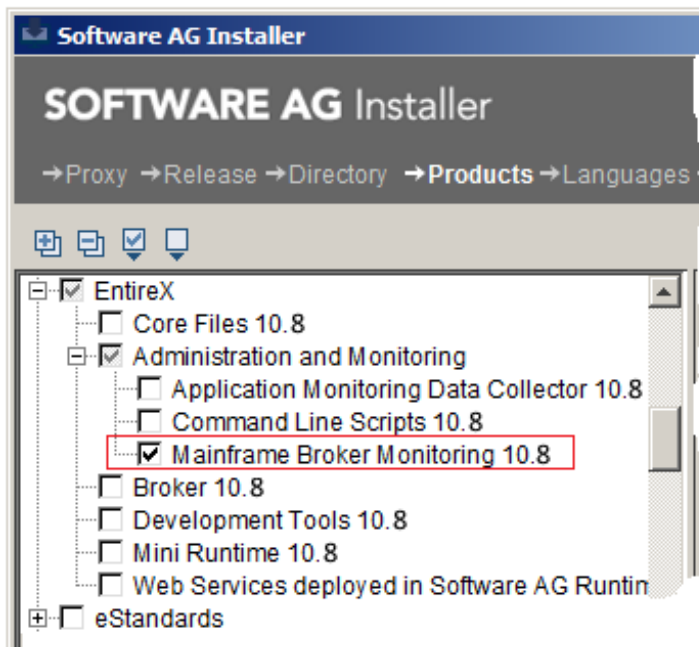 Software AG Installer
SOFTWARE AG Installer
→Proxy →Release →Directory →Products →Languages
EntireX
Core Files 10.8
Administration and Monitoring
Application Monitoring Data Collector 10.8
Command Line Scripts 10.8
Mainframe Broker Monitoring 10.8
Broker 10.8
Development Tools 10.8
Mini Runtime 10.8
Web Services deployed in Software AG
eStandards